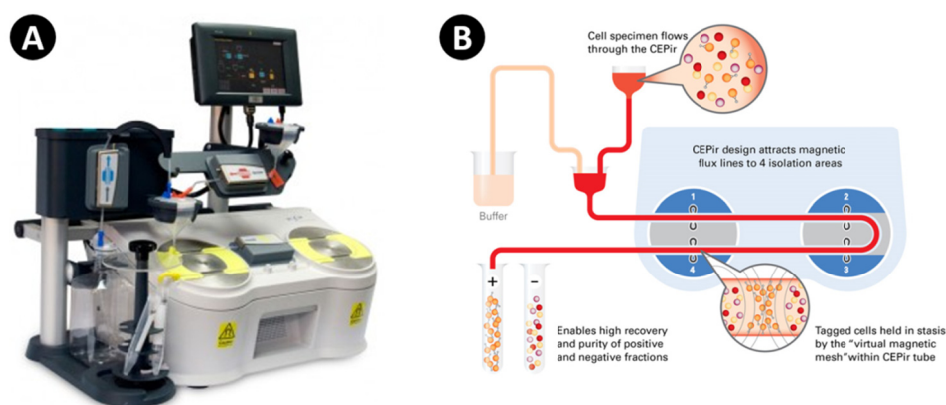 A
B
Cell specimen flows
through the CEPir
CEPir design attracts magnetic
flux lines to 4 isolation areas
Buffer
1
2
4
3
+
−
Enables high recovery
and purity of positive
and negative fractions
Tagged cells held in stasis
by the "virtual magnetic
mesh"within CEPir tube